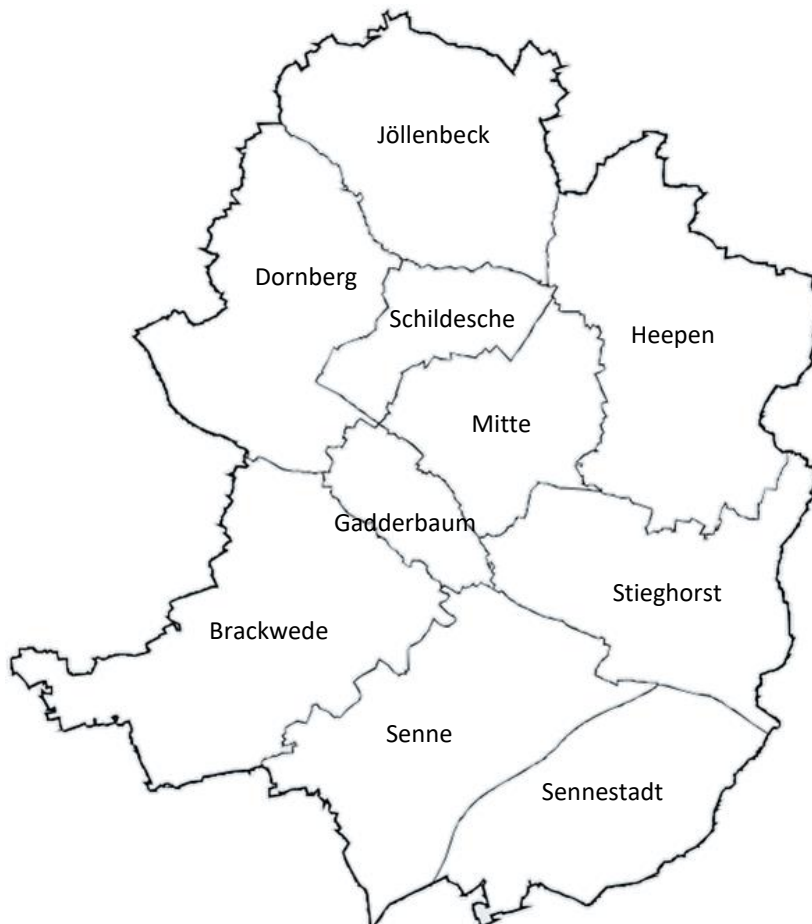 Jöllenbeck
Dornberg
Schildesche
Heepen
Mitte
Gadderbaum
Stieghorst
Brackwede
Senne
Sennestadt